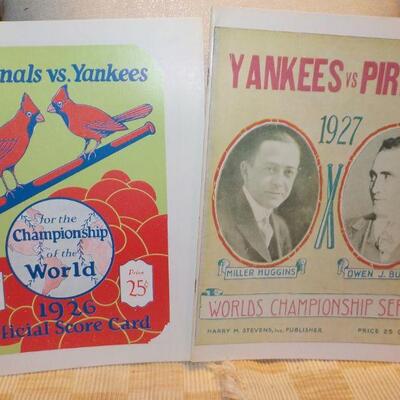 nals vs. Yankees
for the
Championship
of the
World
Price
25¢
1926
ficial Score Card
YANKEES vs PIR
1927
MILLER HUGGINS
OWEN J. BU
WORLDS CHAMPIONSHIP SER
HARRY M. STEVENS, Inc. PUBLISHER
PRICE 25 C